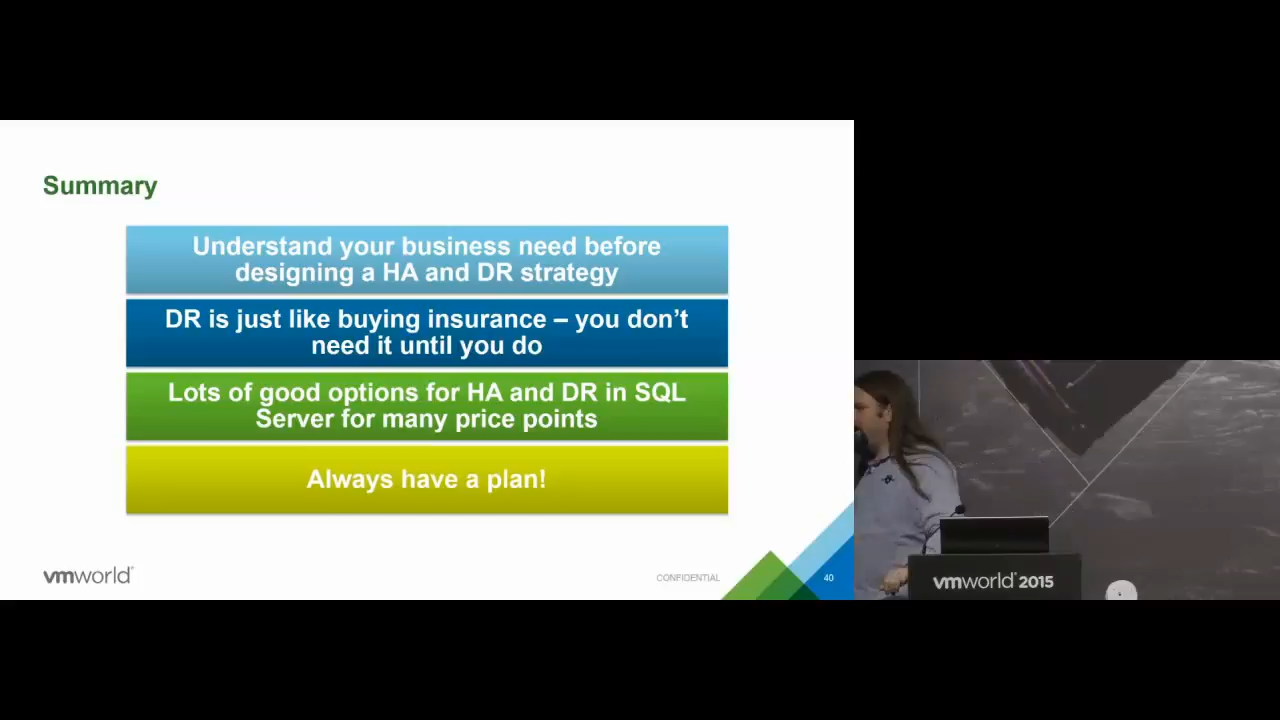 Summary
Understand your business need before
designing a HA and DR strategy
DR is just like buying insurance – you don't
need it until you do
Lots of good options for HA and DR in SQL
Server for many price points
Always have a plan!
vmworld®
CONFIDENTIAL
40
vmworld® 2015